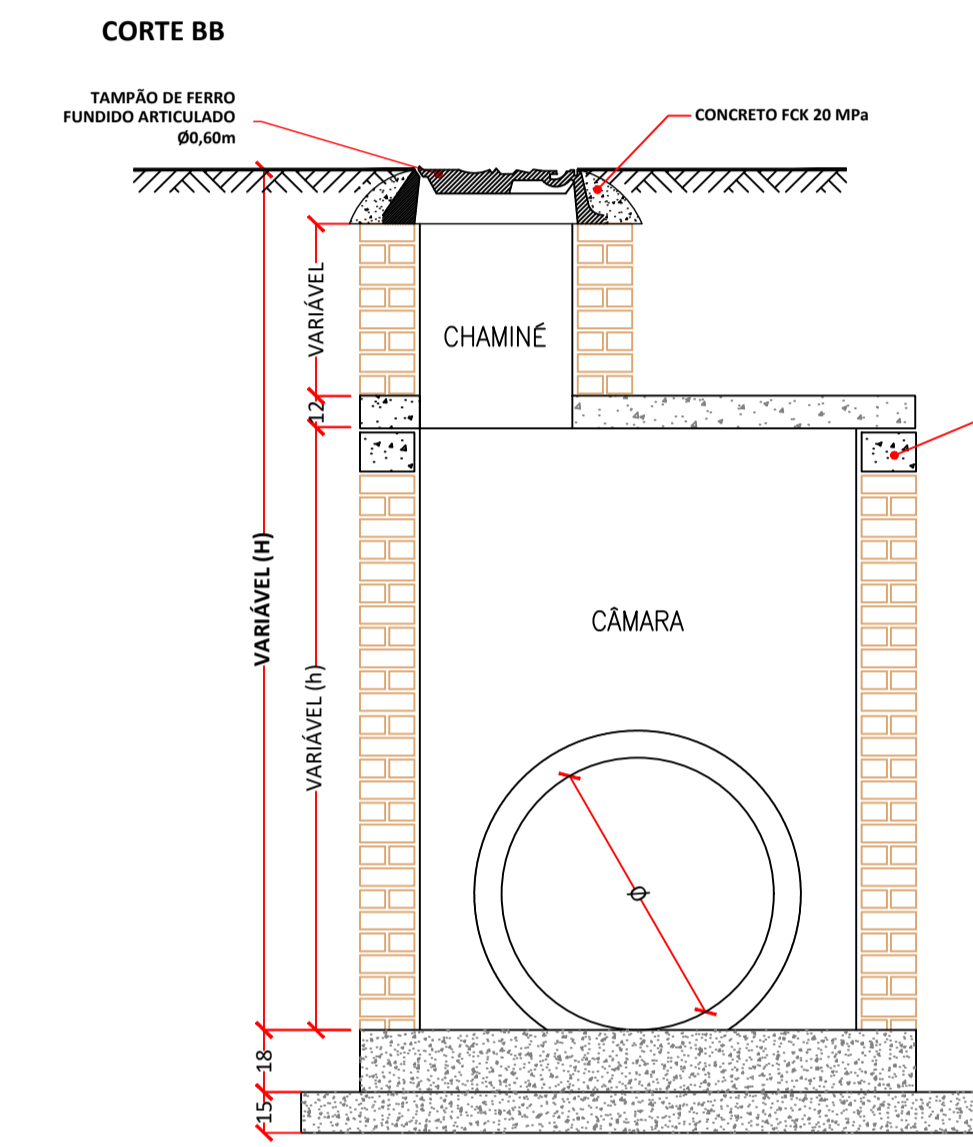 CORTE BB
TAMPÃO DE FERRO
FUNDIDO ARTICULADO
Ø0,60m
CONCRETO FCK 20 MPa
VARIÁVEL
CHAMINÉ
12
VARIÁVEL (H)
CÂMARA
VARIÁVEL (h)
Ø
18
15